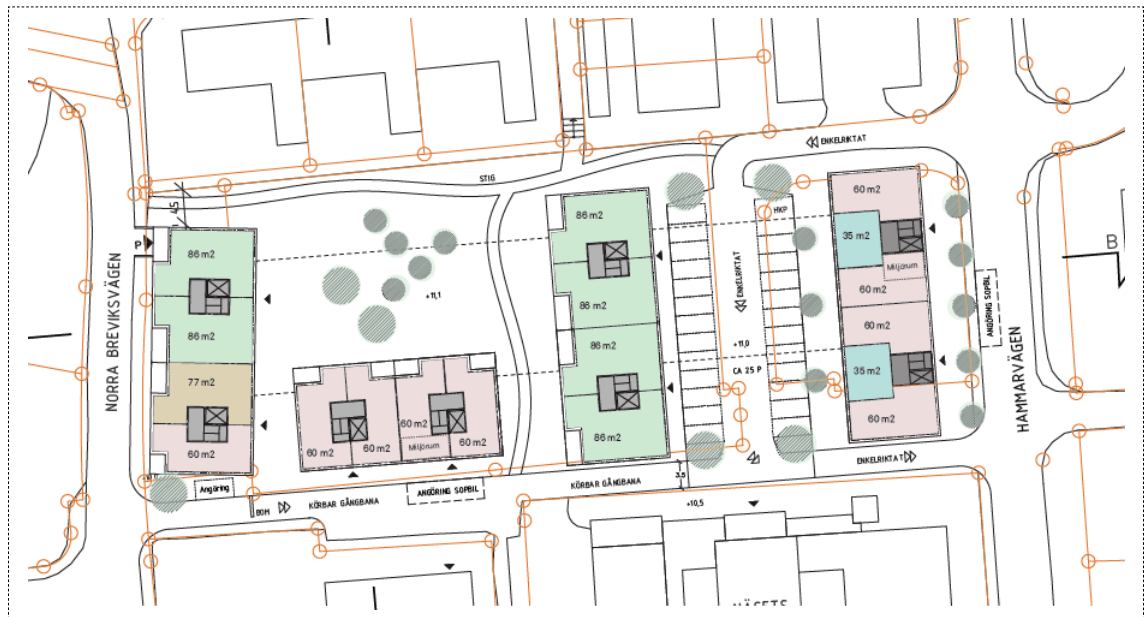 ENKELRIKTAT
STIG
45
P
NORRA BREVIKSVÄGEN
86 m2
86 m2
77 m2
60 m2
Angöring
BOM
KÖRBAR GÅNGBANA
ANGÖRING SOPBIL
KÖRBAR GÅNGBANA
+11,1
60 m2
60 m2
60 m2
Miljörum
60 m2
86 m2
86 m2
86 m2
HKP
ENKELRIKTAT
+11,0
CA 25 P
3.5
+10,5
60 m2
35 m2
Miljörum
60 m2
60 m2
35 m2
60 m2
ENKELRIKTAT
ANGÖRING SOPBIL
HAMMARVÄGEN
B